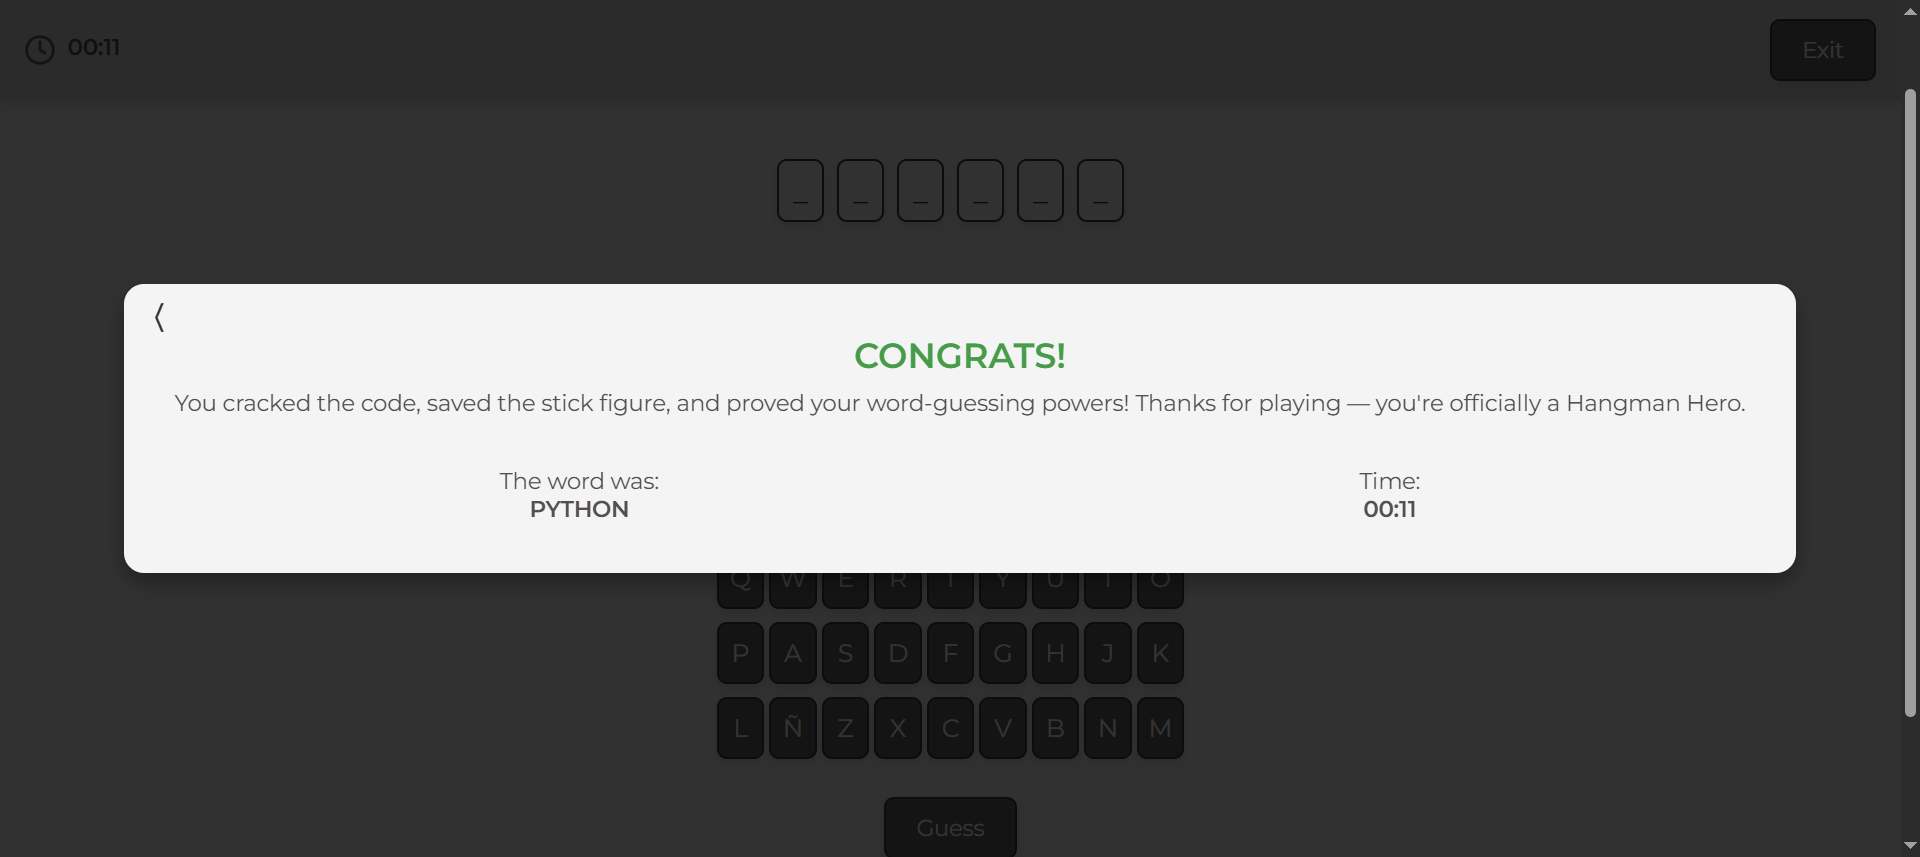 00:11
Exit
_ _ _ _ _ _
〈
CONGRATS!
You cracked the code, saved the stick figure, and proved your word-guessing powers! Thanks for playing — you're officially a Hangman Hero.
The word was:
PYTHON
Time:
00:11
Q W E R T Y U I O
P A S D F G H J K
L Ñ Z X C V B N M
Guess